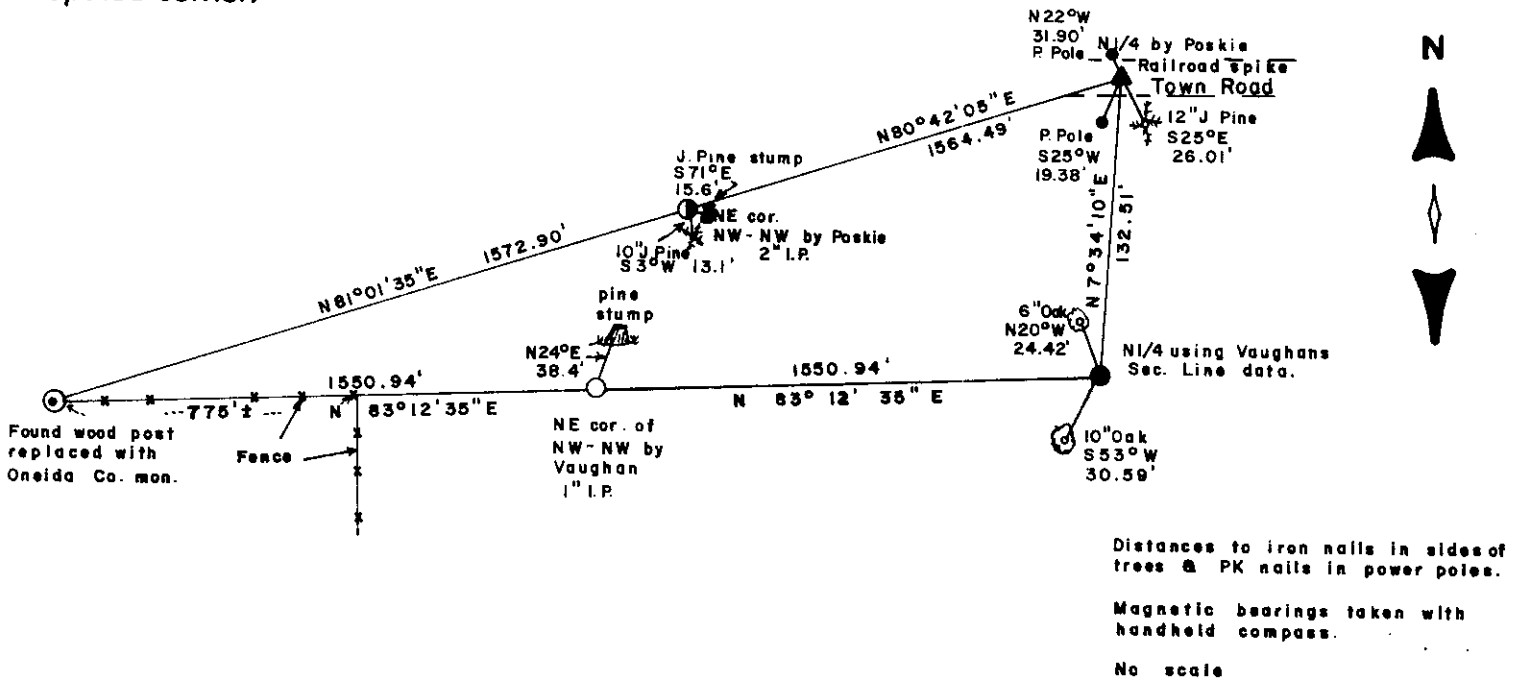 N22°W
31.90'
P. Pole
N1/4 by Poskie
Railroad spike
Town Road
N
N80°42'05"E
1564.49'
12"J Pine
S25°E
26.01'
P. Pole
S25°W
19.38'
J. Pine stump
S71°E
15.6'
NE cor.
NW-NW by Poskie
2" I.P.
10"J. Pine
S3°W 13.1'
1572.90'
N81°01'35"E
N7°34'10"E
132.51'
pine
stump
N24°E
38.4'
6"Oak
N20°W
24.42'
N1/4 using Vaughans
Sec. Line data.
1550.94'
1550.94'
---775'± ---
N 83°12'35"E
N 83° 12' 35" E
Found wood post
replaced with
Oneida Co. mon.
Fence
NE cor. of
NW-NW by
Vaughan
1" I.P.
10"Oak
S53°W
30.59'
Distances to iron nails in sides of
trees & PK nails in power poles.
Magnetic bearings taken with
handheld compass.
No scale